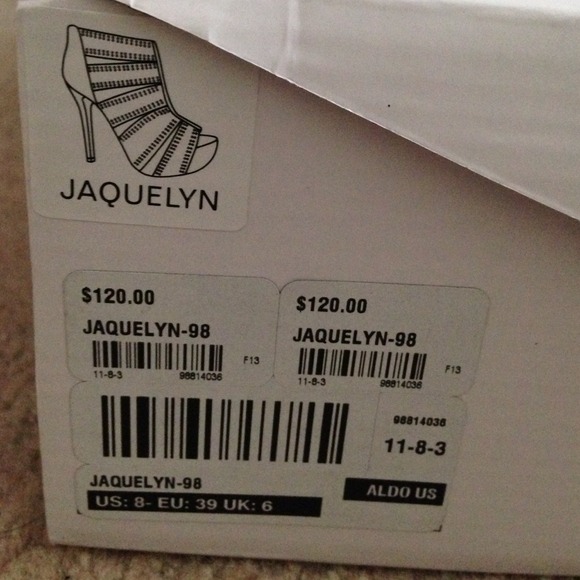 JAQUELYN
$120.00
JAQUELYN-98
F13
11-8-3 98814036
$120.00
JAQUELYN-98
F13
11-8-3 98814036
98814036
11-8-3
JAQUELYN-98
US: 8- EU: 39 UK: 6
ALDO US